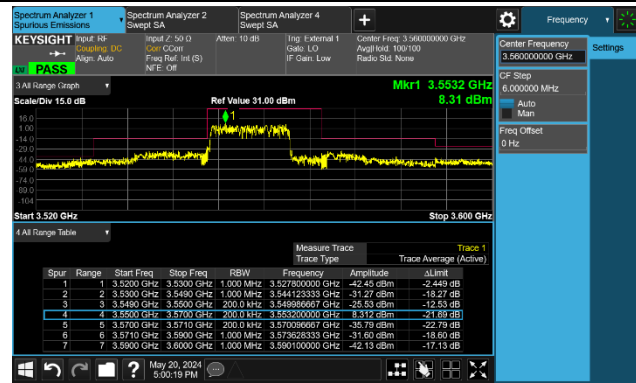 Spectrum Analyzer 1
Spurious Emissions
Spectrum Analyzer 2
Swept SA
Spectrum Analyzer 4
Swept SA
+
Frequency
KEYSIGHT
Input: RF
Coupling: DC
Align: Auto
Input Z: 50 Ω
Corr CCorr
Freq Ref: Int (S)
NFE: Off
Atten: 10 dB
Trig: External 1
Gate: LO
IF Gain: Low
Center Freq: 3.560000000 GHz
Avg|Hold: 100/100
Radio Std: None
PASS
Center Frequency
3.560000000 GHz
Settings
CF Step
6.000000 MHz
Auto
Man
Freq Offset
0 Hz
3 All Range Graph
Mkr1 3.5532 GHz
Scale/Div 15.0 dB
Ref Value 31.00 dBm
8.31 dBm
1
16.0
1.00
-14.0
-29.0
-44.0
-59.0
-74.0
-89.0
-104
Start 3.520 GHz
Stop 3.600 GHz
4 All Range Table
Measure Trace Trace 1
Trace Type Trace Average (Active)
Spur Range Start Freq Stop Freq RBW Frequency Amplitude ΔLimit
1 1 3.5200 GHz 3.5300 GHz 1.000 MHz 3.527800000 GHz -42.45 dBm -2.449 dB
2 2 3.5300 GHz 3.5490 GHz 1.000 MHz 3.544123333 GHz -31.27 dBm -18.27 dB
3 3 3.5490 GHz 3.5500 GHz 200.0 kHz 3.549986667 GHz -25.53 dBm -12.53 dB
4 4 3.5500 GHz 3.5700 GHz 200.0 kHz 3.553200000 GHz 8.312 dBm -21.69 dB
5 5 3.5700 GHz 3.5710 GHz 200.0 kHz 3.570096667 GHz -35.79 dBm -22.79 dB
6 6 3.5710 GHz 3.5900 GHz 1.000 MHz 3.573628333 GHz -31.60 dBm -18.60 dB
7 7 3.5900 GHz 3.6000 GHz 1.000 MHz 3.590100000 GHz -42.13 dBm -17.13 dB
?
May 20, 2024
5:00:19 PM